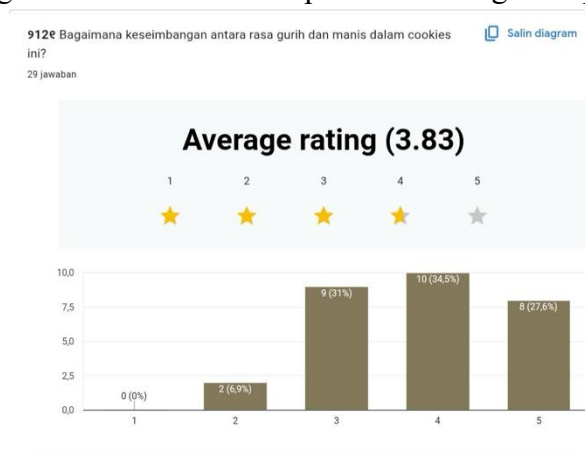 912e Bagaimana keseimbangan antara rasa gurih dan manis dalam cookies
ini?
Salin diagram
29 jawaban
Average rating (3.83)
1 2 3 4 5
10,0
7,5
5,0
2,5
0,0
0 (0%)
2 (6,9%)
9 (31%)
10 (34,5%)
8 (27,6%)
1 2 3 4 5